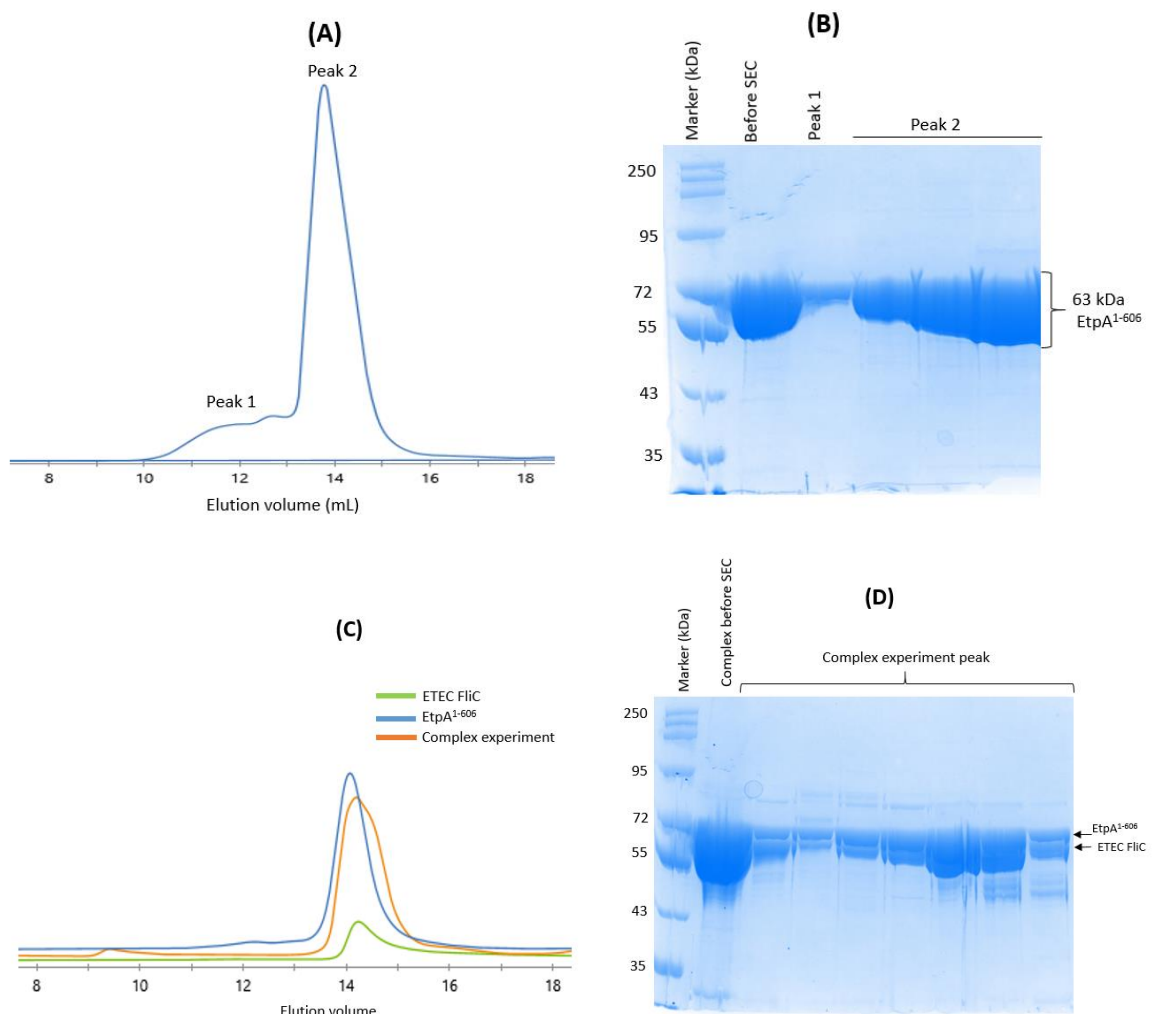 (A)
Peak 2
Peak 1
8 10 12 14 16 18
Elution volume (mL)
(B)
Marker (kDa)
Before SEC
Peak 1
Peak 2
250
95
72
55
43
35
63 kDa
EtpA1-606
(C)
ETEC FliC
EtpA1-606
Complex experiment
8 10 12 14 16 18
Elution volume
(D)
Marker (kDa)
Complex before SEC
Complex experiment peak
250
95
72
55
43
35
EtpA1-606
ETEC FliC